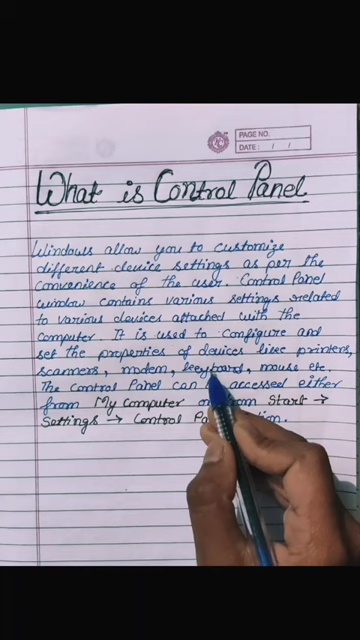 PAGE NO.
DATE: / /
What is Control Panel
Windows allow you to customize
different device settings as per the
convenience of the user. Control Panel
window contains various settings related
to various devices attached with the
computer. It is used to configure and
set the properties of devices like printers,
scanners, modem, keyboard, mouse etc.
The Control Panel can be accessed either
from My Computer or from Start →
Settings → Control